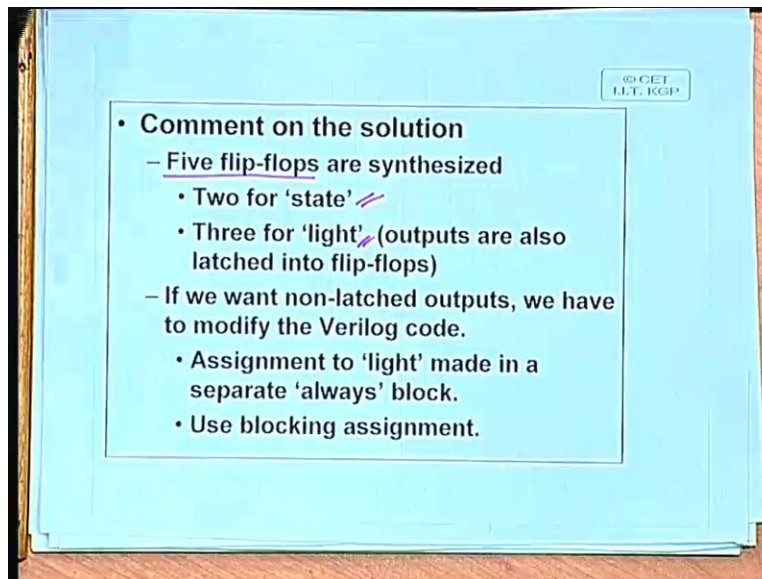 © CET
I.I.T. KGP
• Comment on the solution
– Five flip-flops are synthesized
• Two for ‘state’
• Three for ‘light’ (outputs are also
latched into flip-flops)
– If we want non-latched outputs, we have
to modify the Verilog code.
• Assignment to ‘light’ made in a
separate ‘always’ block.
• Use blocking assignment.